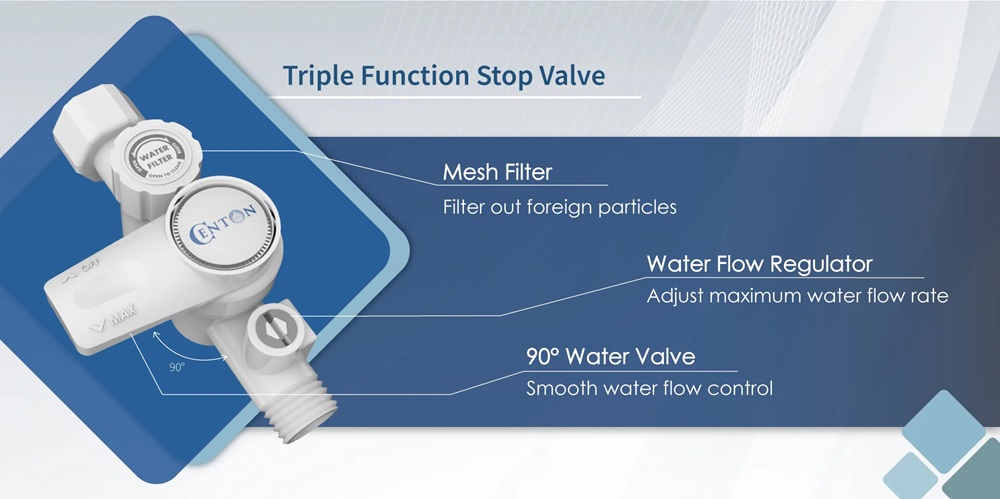 Triple Function Stop Valve
WATER
FILTER
OPEN TO CLEAN
CENTON
OFF
MAX
90°
Mesh Filter
Filter out foreign particles
Water Flow Regulator
Adjust maximum water flow rate
90° Water Valve
Smooth water flow control